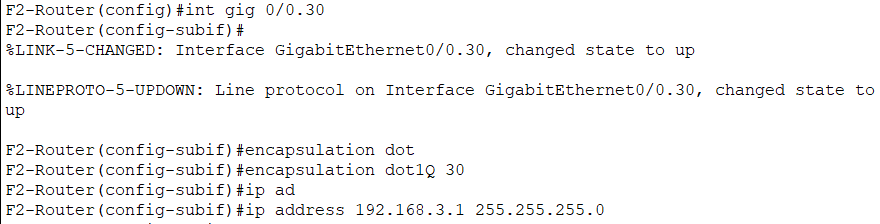 F2-Router(config)#int gig 0/0.30
F2-Router(config-subif)#
%LINK-5-CHANGED: Interface GigabitEthernet0/0.30, changed state to up
%LINEPROTO-5-UPDOWN: Line protocol on Interface GigabitEthernet0/0.30, changed state to
up
F2-Router(config-subif)#encapsulation dot
F2-Router(config-subif)#encapsulation dot1Q 30
F2-Router(config-subif)#ip ad
F2-Router(config-subif)#ip address 192.168.3.1 255.255.255.0